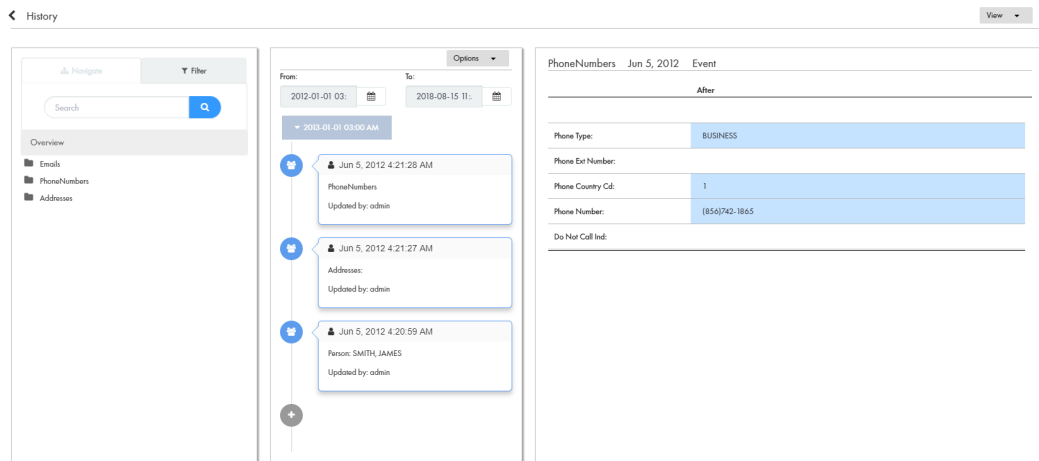 History
View
Navigate
Filter
Search
Overview
Emails
PhoneNumbers
Addresses
Options
From:
To:
2012-01-01 03:
2018-08-15 11:.
2013-01-01 03:00 AM
Jun 5, 2012 4:21:28 AM
PhoneNumbers
Updated by: admin
Jun 5, 2012 4:21:27 AM
Addresses:
Updated by: admin
Jun 5, 2012 4:20:59 AM
Person: SMITH, JAMES
Updated by: admin
PhoneNumbers Jun 5, 2012 Event
After
Phone Type: BUSINESS
Phone Ext Number:
Phone Country Cd: 1
Phone Number: (856)742-1865
Do Not Call Ind: